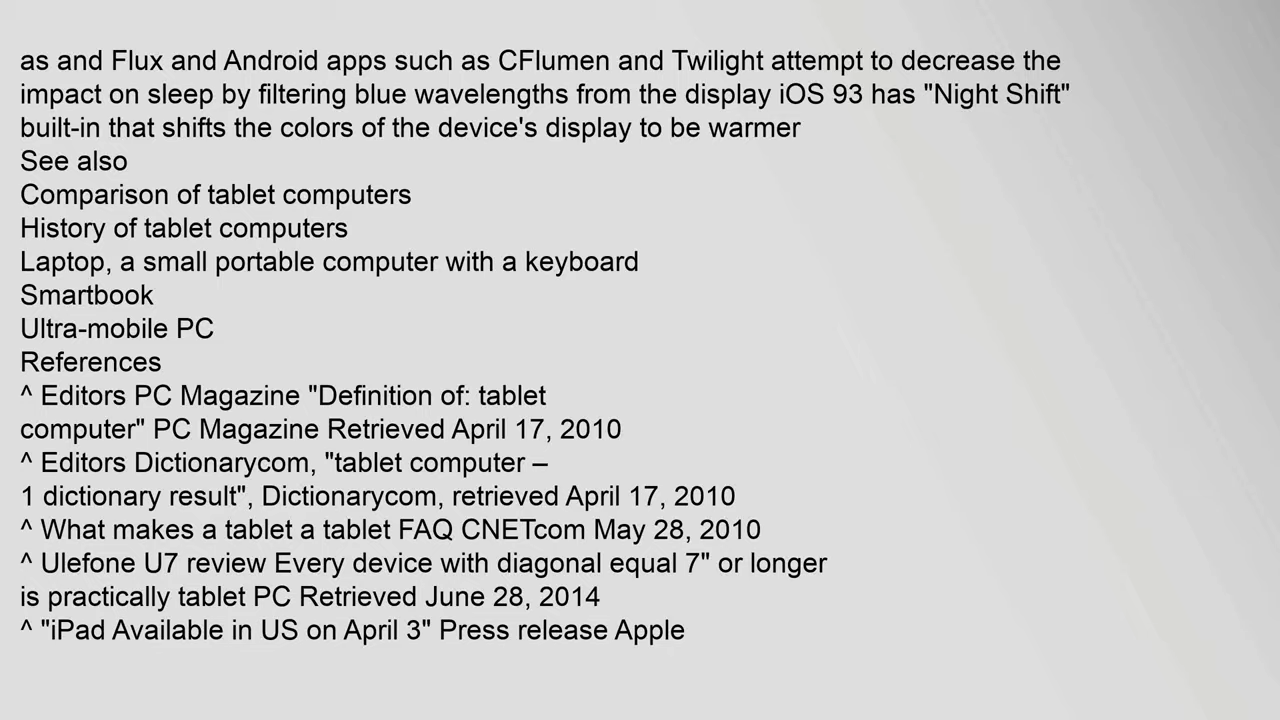 as and Flux and Android apps such as CFlumen and Twilight attempt to decrease the
impact on sleep by filtering blue wavelengths from the display iOS 93 has "Night Shift"
built-in that shifts the colors of the device's display to be warmer
See also
Comparison of tablet computers
History of tablet computers
Laptop, a small portable computer with a keyboard
Smartbook
Ultra-mobile PC
References
^ Editors PC Magazine "Definition of: tablet
computer" PC Magazine Retrieved April 17, 2010
^ Editors Dictionarycom, "tablet computer –
1 dictionary result", Dictionarycom, retrieved April 17, 2010
^ What makes a tablet a tablet FAQ CNETcom May 28, 2010
^ Ulefone U7 review Every device with diagonal equal 7" or longer
is practically tablet PC Retrieved June 28, 2014
^ "iPad Available in US on April 3" Press release Apple